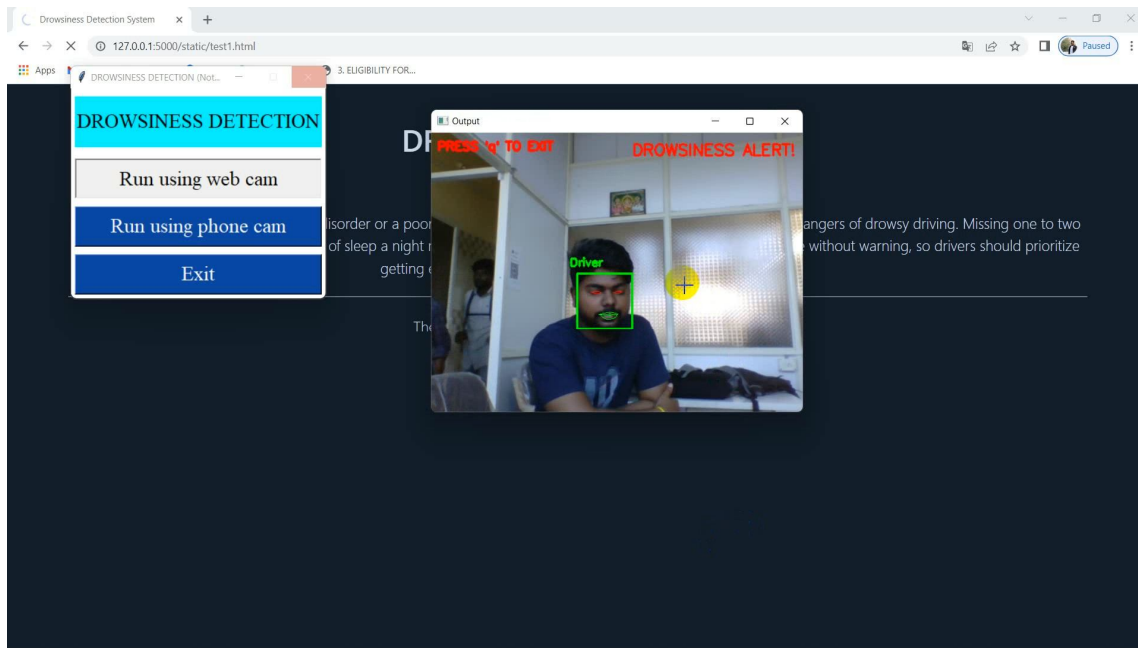 Drowsiness Detection System
127.0.0.1:5000/static/test1.html
Paused
Apps
3. ELIGIBILITY FOR...
DROWSINESS DETECTION (Not...
DROWSINESS DETECTION
Run using web cam
Run using phone cam
Exit
Output
PRESS 'q' TO EXIT
DROWSINESS ALERT!
Driver
isorder or a poor
angers of drowsy driving. Missing one to two
of sleep a night
without warning, so drivers should prioritize
getting